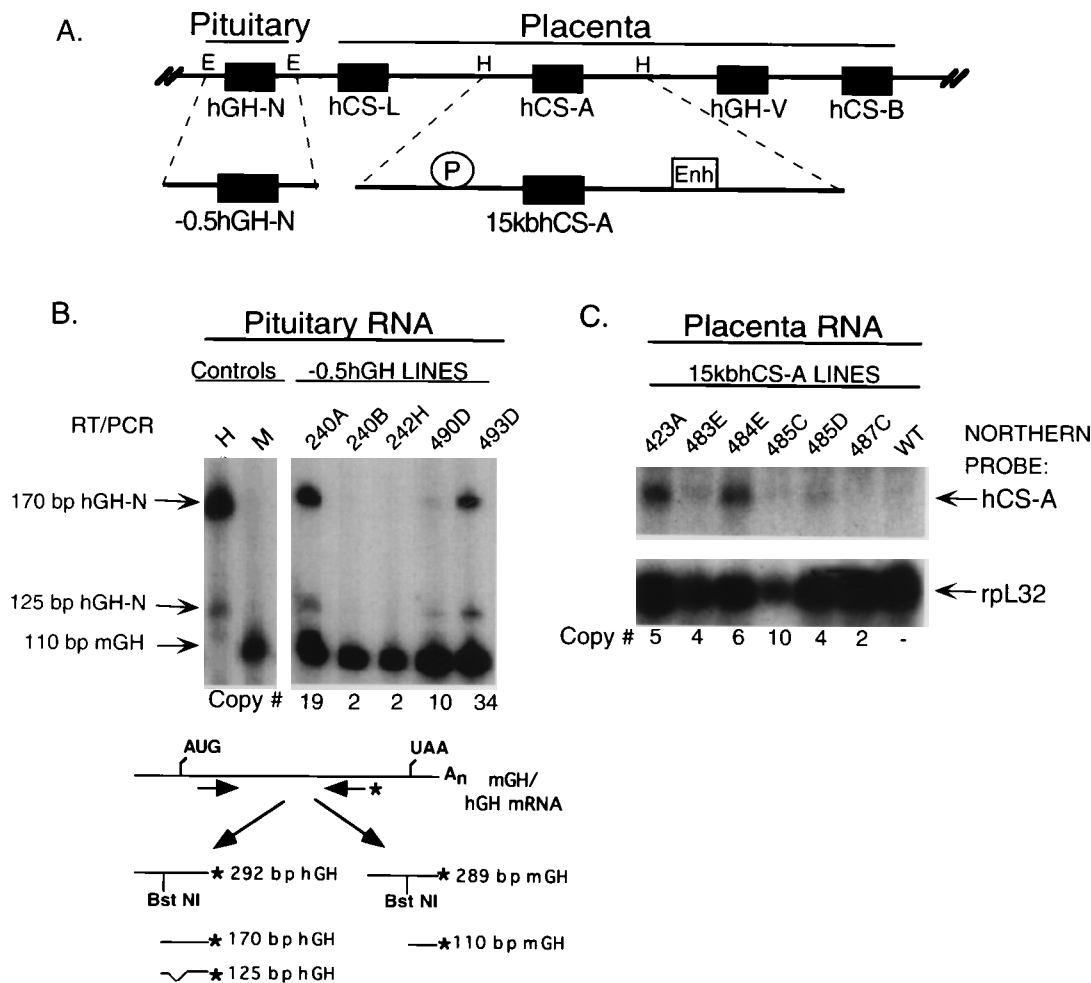 A.
Pituitary Placenta
E E H H
hGH-N hCS-L hCS-A hGH-V hCS-B
P Enh
-0.5hGH-N 15kbhCS-A
B.
Pituitary RNA
Controls -0.5hGH LINES
RT/PCR H M 240A 240B 242H 490D 493D
170 bp hGH-N
125 bp hGH-N
110 bp mGH
Copy # 19 2 2 10 34
AUG UAA
An mGH/
* hGH mRNA
* 292 bp hGH * 289 bp mGH
Bst NI Bst NI
* 170 bp hGH * 110 bp mGH
* 125 bp hGH
C.
Placenta RNA
15kbhCS-A LINES
423A 483E 484E 485C 485D 487C WT
NORTHERN
PROBE:
hCS-A
rpL32
Copy # 5 4 6 10 4 2 -